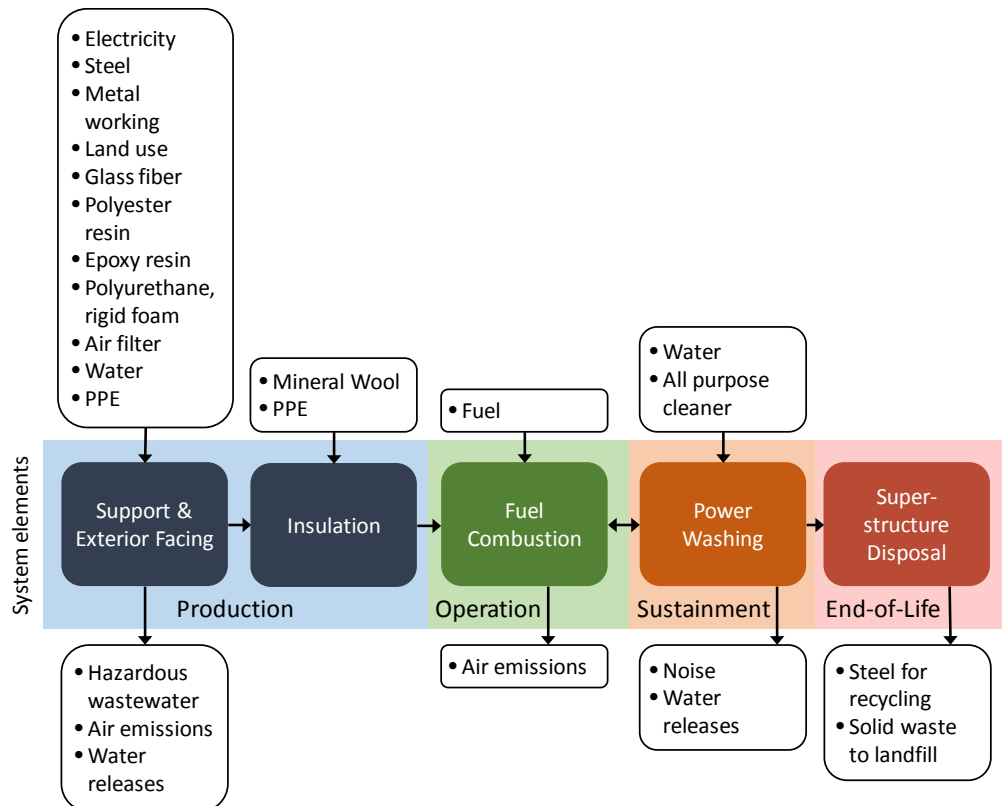 • Electricity
• Steel
• Metal
working
• Land use
• Glass fiber
• Polyester
resin
• Epoxy resin
• Polyurethane,
rigid foam
• Air filter
• Water
• PPE
• Mineral Wool
• PPE
• Fuel
• Water
• All purpose
cleaner
System elements
Support &
Exterior Facing
Insulation
Fuel
Combustion
Power
Washing
Super-
structure
Disposal
Production
Operation
Sustainment
End-of-Life
• Hazardous
wastewater
• Air emissions
• Water
releases
• Air emissions
• Noise
• Water
releases
• Steel for
recycling
• Solid waste
to landfill